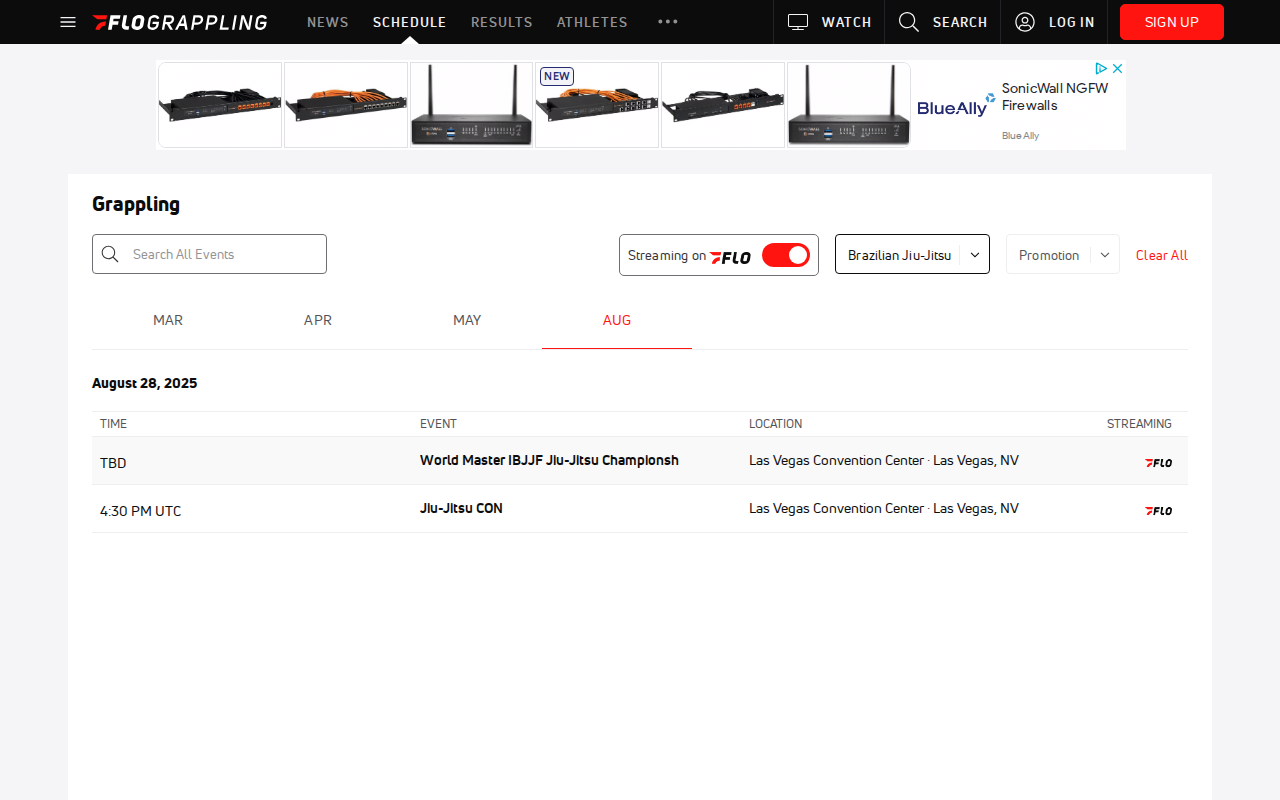 FLOGRAPPLING NEWS SCHEDULE RESULTS ATHLETES WATCH SEARCH LOG IN SIGN UP
NEW
BlueAlly
SonicWall NGFW
Firewalls
Blue Ally
Grappling
Search All Events
Streaming on FLO
Brazilian Jiu-Jitsu
Promotion
Clear All
MAR APR MAY AUG
August 28, 2025
TIME EVENT LOCATION STREAMING
TBD World Master IBJJF Jiu-Jitsu Championsh Las Vegas Convention Center · Las Vegas, NV FLO
4:30 PM UTC Jiu-Jitsu CON Las Vegas Convention Center · Las Vegas, NV FLO